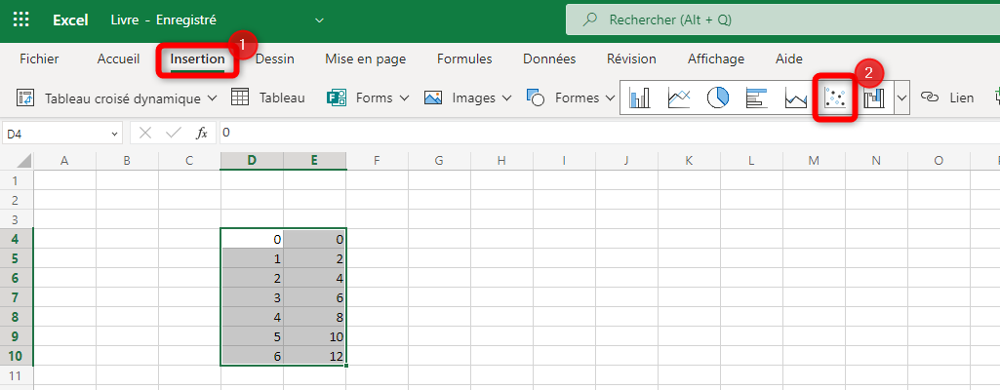 Excel Livre - Enregistré Rechercher (Alt + Q)
1
Fichier Accueil Insertion Dessin Mise en page Formules Données Révision Affichage Aide
2
Tableau croisé dynamique Tableau Forms Images Formes Lien
D4 fx 0
A B C D E F G H I J K L M N O
1
2
3
4 0 0
5 1 2
6 2 4
7 3 6
8 4 8
9 5 10
10 6 12
11